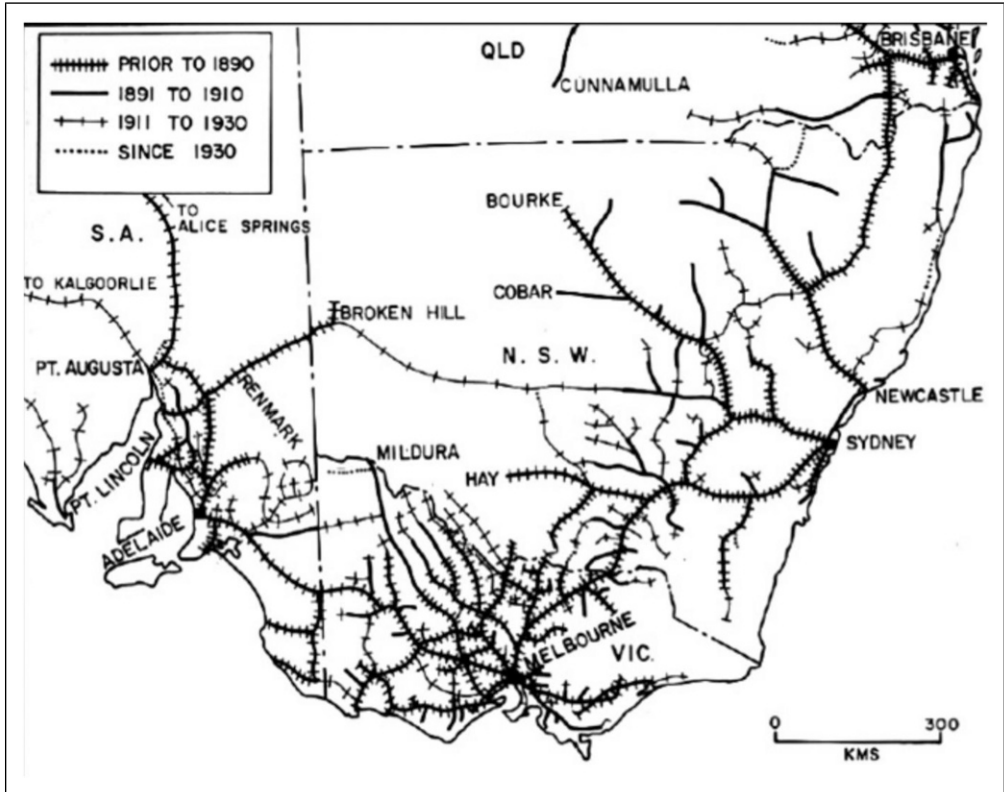 PRIOR TO 1890
1891 TO 1910
1911 TO 1930
SINCE 1930
QLD
BRISBANE
CUNNAMULLA
TO
ALICE SPRINGS
S.A.
BOURKE
TO KALGOORLIE
COBAR
BROKEN HILL
N.S.W.
PT. AUGUSTA
RENMARK
NEWCASTLE
SYDNEY
MILDURA
HAY
PT. LINCOLN
ADELAIDE
MELBOURNE
VIC.
0 300
KMS